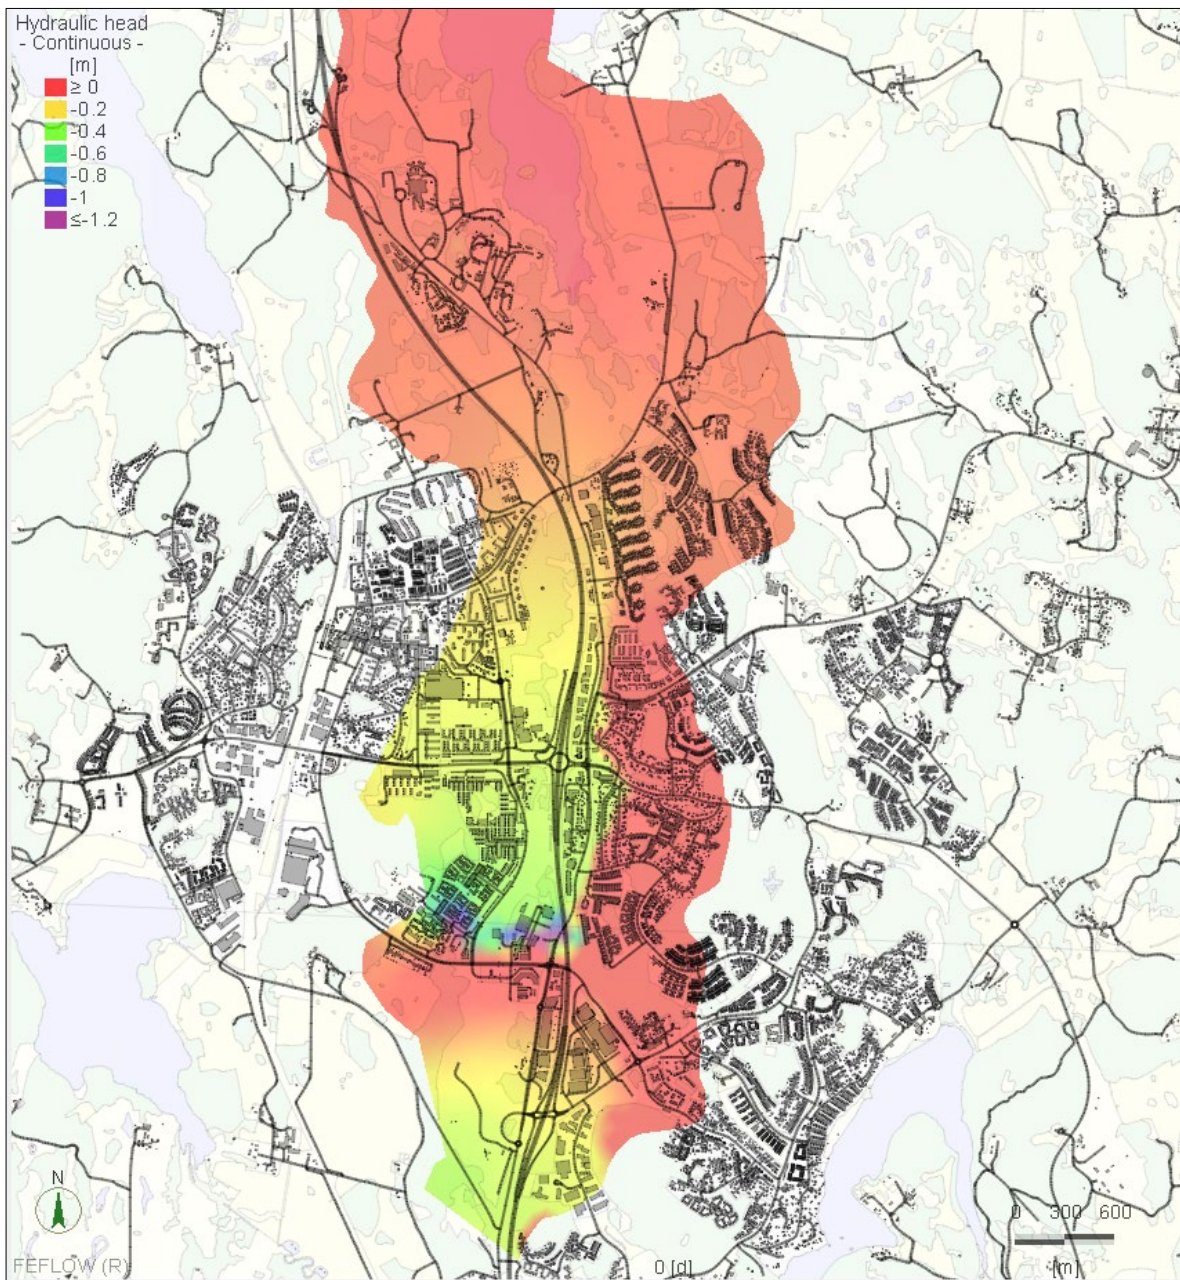 Hydraulic head
- Continuous -
[m]
≥ 0
-0.2
-0.4
-0.6
-0.8
-1
≤-1.2
N
0 300 600
FEFLOW (R)
0 [d]
[m]